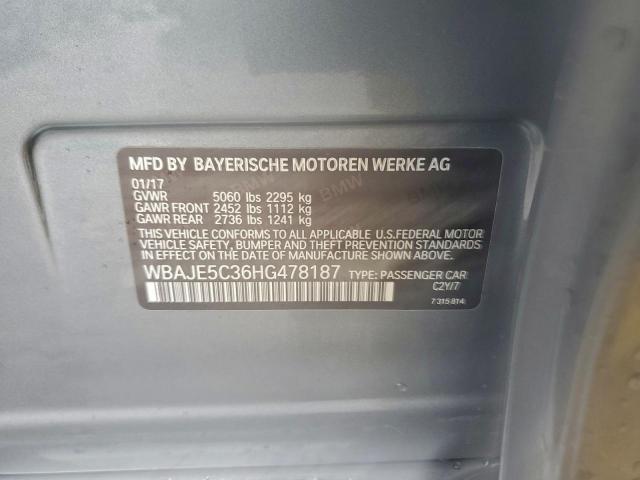 MFD BY BAYERISCHE MOTOREN WERKE AG
01/17
GVWR 5060 lbs 2295 kg
GAWR FRONT 2452 lbs 1112 kg
GAWR REAR 2736 lbs 1241 kg
THIS VEHICLE CONFORMS TO ALL APPLICABLE U.S.FEDERAL MOTOR
VEHICLE SAFETY, BUMPER AND THEFT PREVENTION STANDARDS
IN EFFECT ON THE DATE OF MANUFACTURE SHOWN ABOVE.
WBAJE5C36HG478187 TYPE: PASSENGER CAR
C2Y/7
7 315 814
BMW